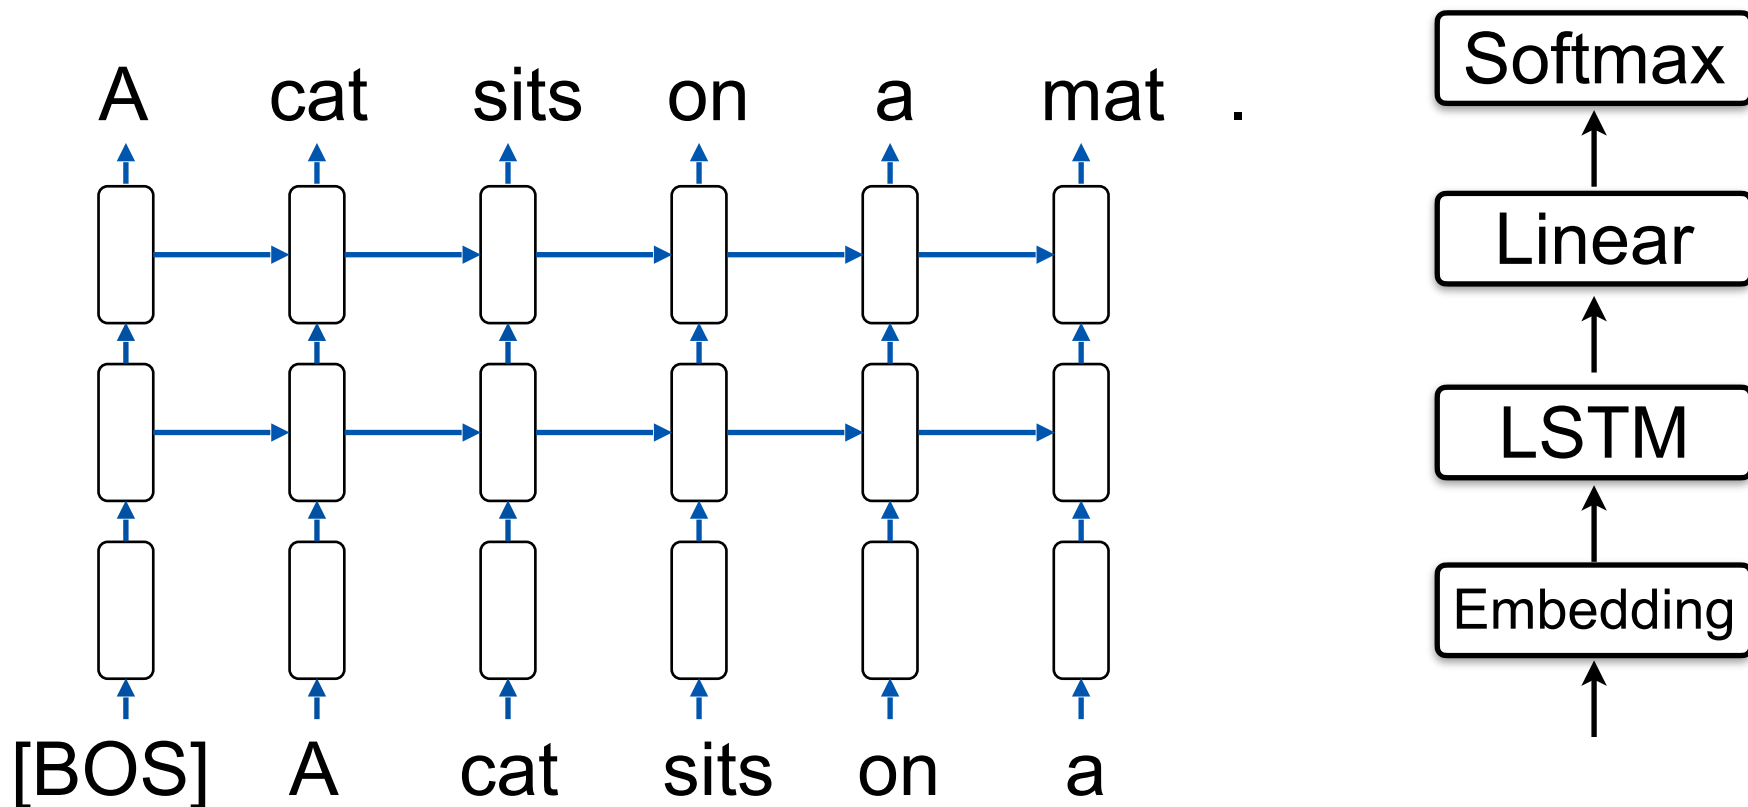 A cat sits on a mat .
[BOS] A cat sits on a
Softmax
Linear
LSTM
Embedding